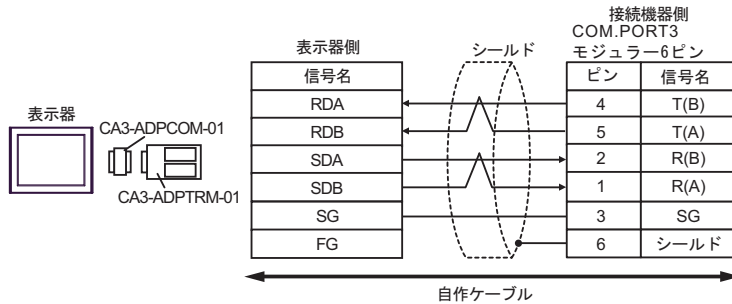 接続機器側
COM.PORT3
モジュラー6ピン
表示器側
シールド
信号名
ピン 信号名
RDA
4 T(B)
RDB
5 T(A)
SDA
2 R(B)
SDB
1 R(A)
SG
3 SG
FG
6 シールド
表示器
CA3-ADPCOM-01
CA3-ADPTRM-01
自作ケーブル